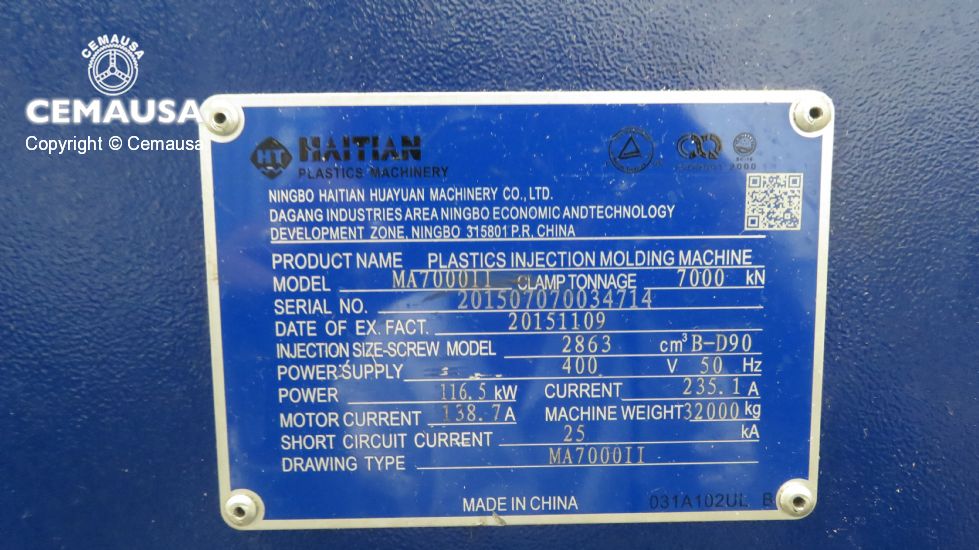 CEMAUSA
CEMAUSA
Copyright © Cemausa
HT HAITIAN
PLASTICS MACHINERY
NINGBO HAITIAN HUAYUAN MACHINERY CO., LTD.
DAGANG INDUSTRIES AREA NINGBO ECONOMIC ANDTECHNOLOGY
DEVELOPMENT ZONE, NINGBO 315801 P.R. CHINA
PRODUCT NAME PLASTICS INJECTION MOLDING MACHINE
MODEL MA7000II CLAMP TONNAGE 7000 kN
SERIAL NO. 201507070034714
DATE OF EX. FACT. 20151109
INJECTION SIZE-SCREW MODEL 2863 cm³ B-D90
POWER SUPPLY 400 V 50 Hz
POWER 116.5 kW CURRENT 235.1 A
MOTOR CURRENT 138.7 A MACHINE WEIGHT 32000 kg
SHORT CIRCUIT CURRENT 25 kA
DRAWING TYPE MA7000II
MADE IN CHINA 031A102UL B